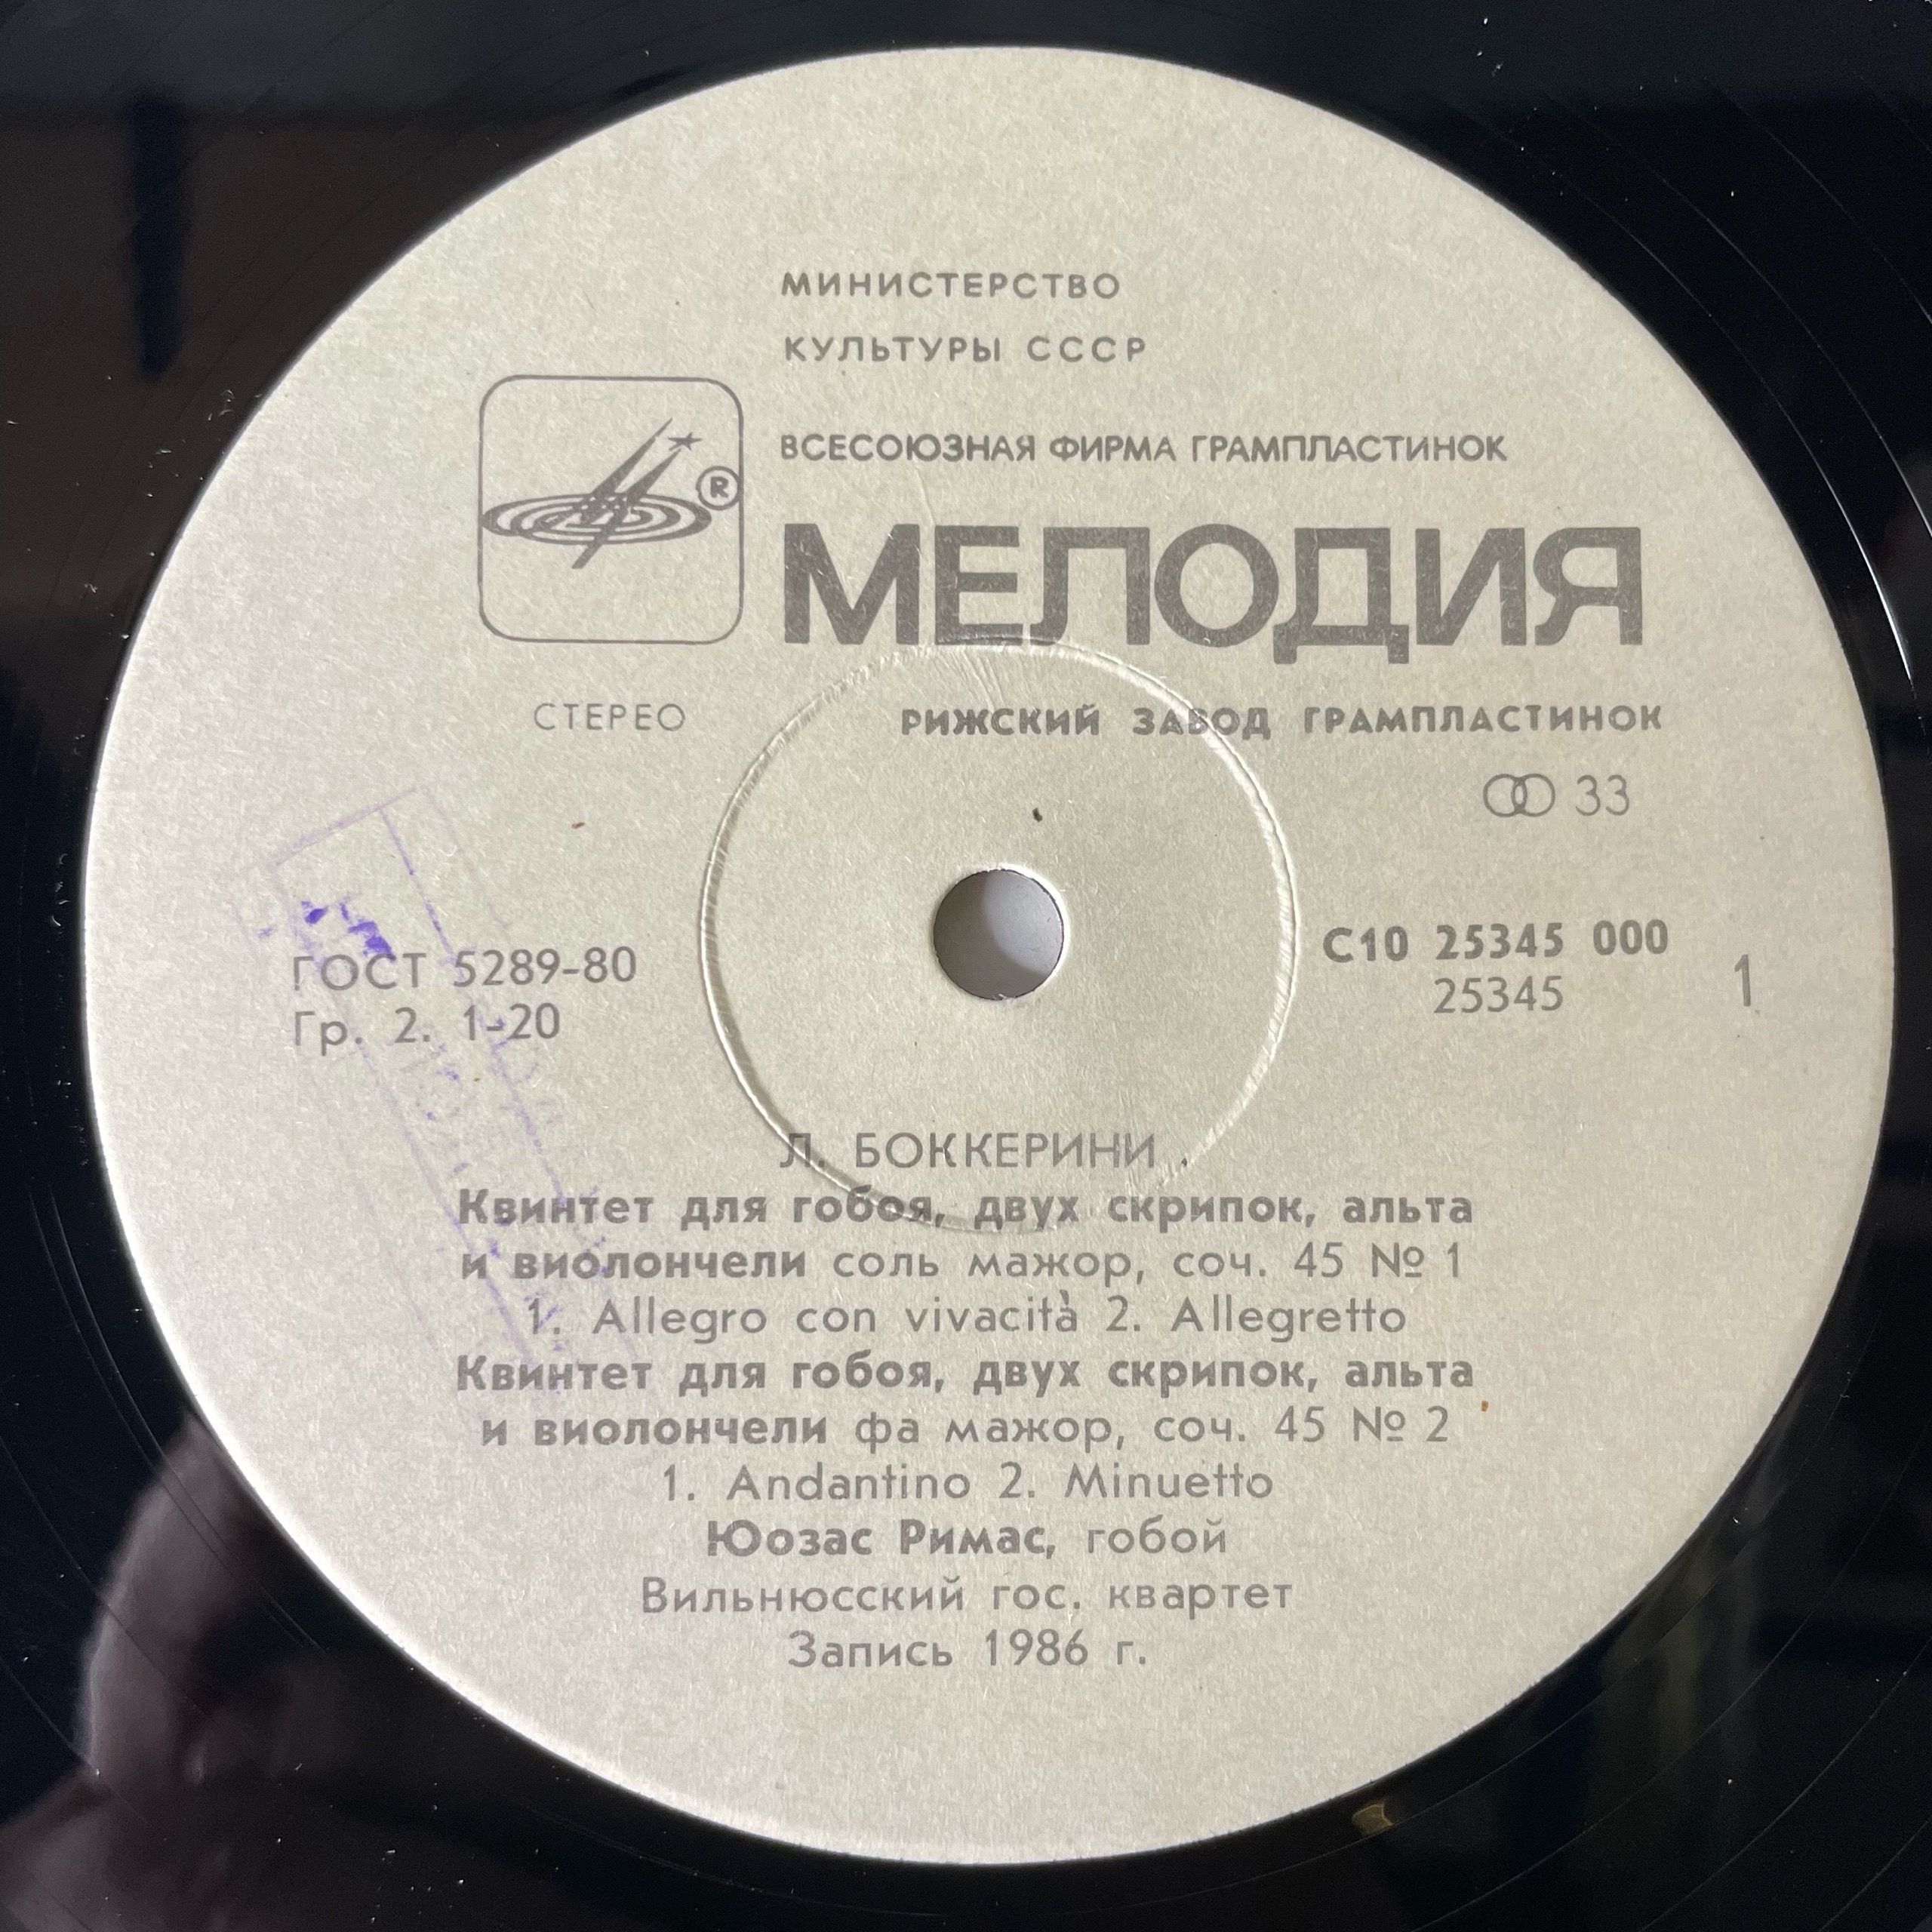 МИНИСТЕРСТВО
КУЛЬТУРЫ СССР
ВСЕСОЮЗНАЯ ФИРМА ГРАМПЛАСТИНОК
®
МЕЛОДИЯ
СТЕРЕО
РИЖСКИЙ ЗАВОД ГРАМПЛАСТИНОК
33
ГОСТ 5289-80
Гр. 2. 1-20
С10 25345 000
25345
1
Л. БОККЕРИНИ
Квинтет для гобоя, двух скрипок, альта
и виолончели соль мажор, соч. 45 № 1
1. Allegro con vivacità 2. Allegretto
Квинтет для гобоя, двух скрипок, альта
и виолончели фа мажор, соч. 45 № 2
1. Andantino 2. Minuetto
Юозас Римас, гобой
Вильнюсский гос. квартет
Запись 1986 г.